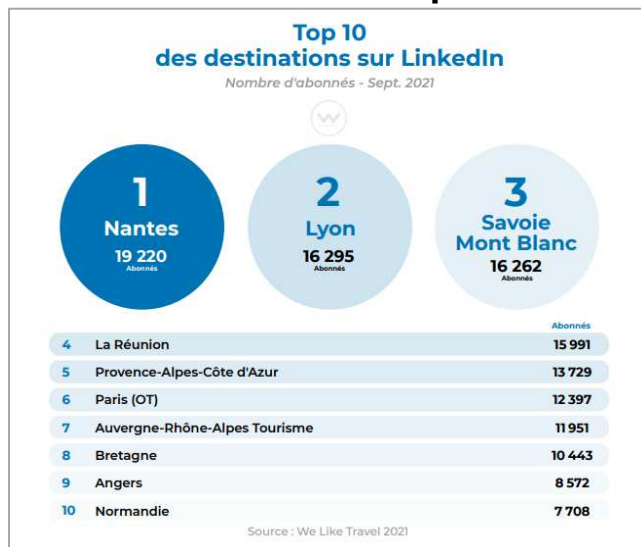 Top 10
des destinations sur LinkedIn
Nombre d'abonnés - Sept. 2021
W
1
Nantes
19 220
Abonnés
2
Lyon
16 295
Abonnés
3
Savoie
Mont Blanc
16 262
Abonnés
Abonnés
4 La Réunion 15 991
5 Provence-Alpes-Côte d'Azur 13 729
6 Paris (OT) 12 397
7 Auvergne-Rhône-Alpes Tourisme 11 951
8 Bretagne 10 443
9 Angers 8 572
10 Normandie 7 708
Source : We Like Travel 2021